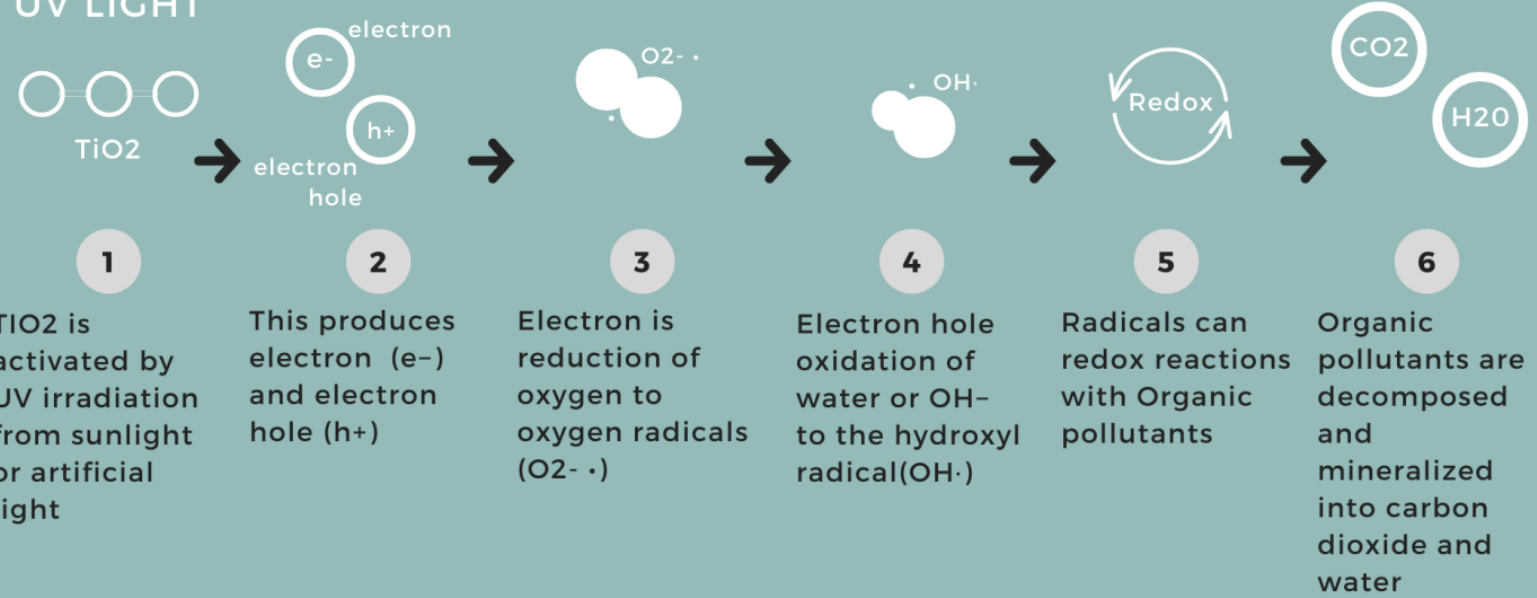 UV LIGHT
TiO2
e-
electron
h+
electron
hole
O2- ·
OH·
Redox
CO2
H20
1
TIO2 is
activated by
UV irradiation
from sunlight
or artificial
light
2
This produces
electron (e−)
and electron
hole (h+)
3
Electron is
reduction of
oxygen to
oxygen radicals
(O2- ·)
4
Electron hole
oxidation of
water or OH−
to the hydroxyl
radical(OH·)
5
Radicals can
redox reactions
with Organic
pollutants
6
Organic
pollutants are
decomposed
and
mineralized
into carbon
dioxide and
water